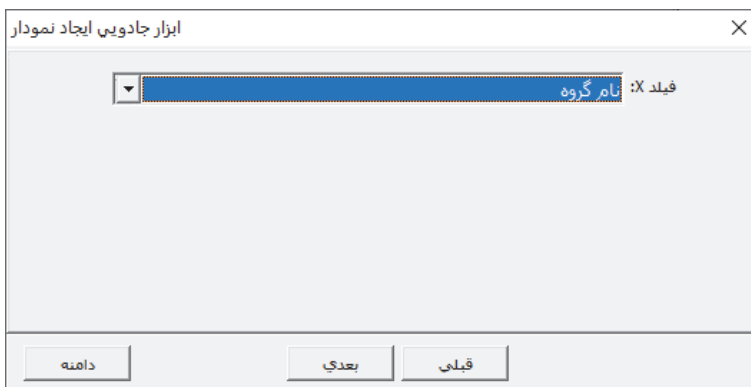 ابزار جادويي ايجاد نمودار
فيلد X: نام گروه
قبلي بعدي دامنه